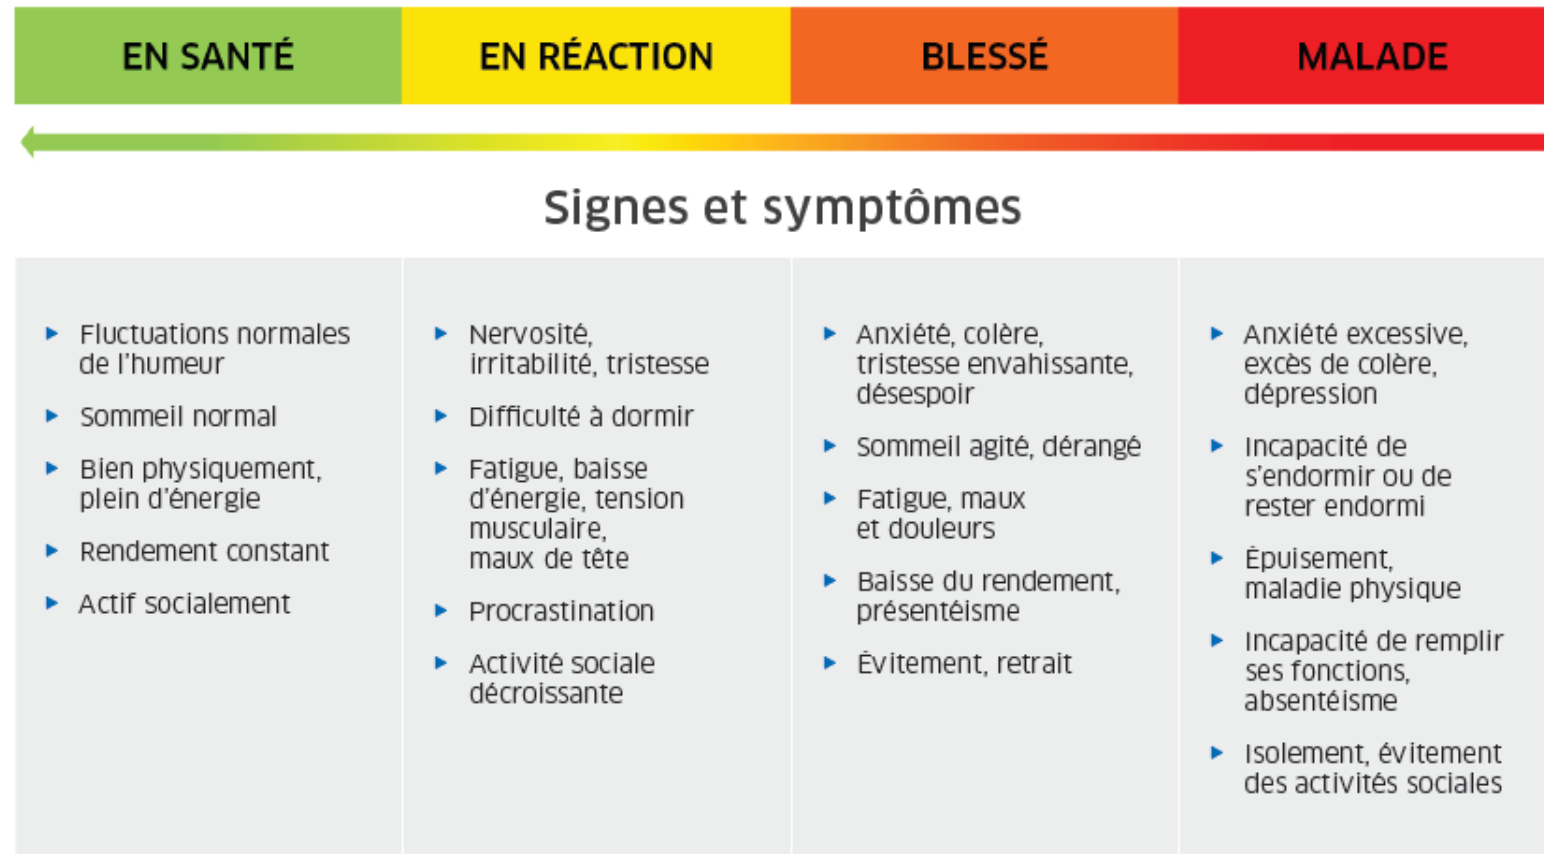 EN SANTÉ
EN RÉACTION
BLESSÉ
MALADE
Signes et symptômes
Fluctuations normales
de l'humeur
Sommeil normal
Bien physiquement,
plein d'énergie
Rendement constant
Actif socialement
Nervosité,
irritabilité, tristesse
Difficulté à dormir
Fatigue, baisse
d'énergie, tension
musculaire,
maux de tête
Procrastination
Activité sociale
décroissante
Anxiété, colère,
tristesse envahissante,
désespoir
Sommeil agité, dérangé
Fatigue, maux
et douleurs
Baisse du rendement,
présentéisme
Évitement, retrait
Anxiété excessive,
excès de colère,
dépression
Incapacité de
s'endormir ou de
rester endormi
Épuisement,
maladie physique
Incapacité de remplir
ses fonctions,
absentéisme
Isolement, évitement
des activités sociales